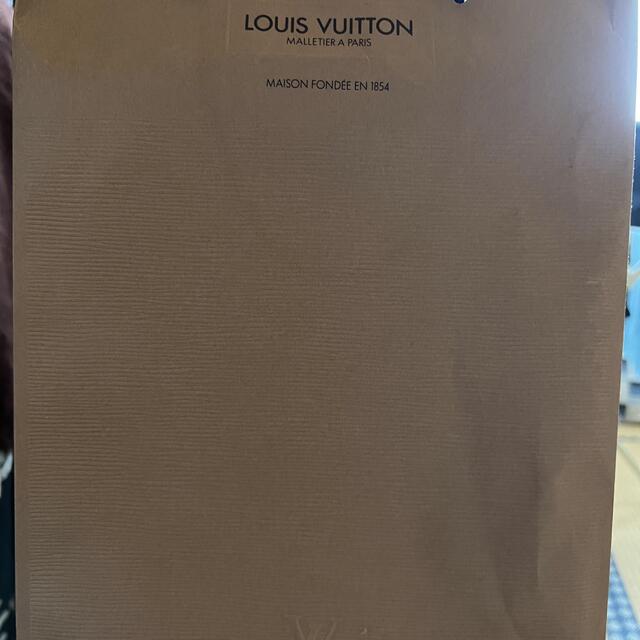 LOUIS VUITTON
MALLETIER A PARIS
MAISON FONDÉE EN 1854